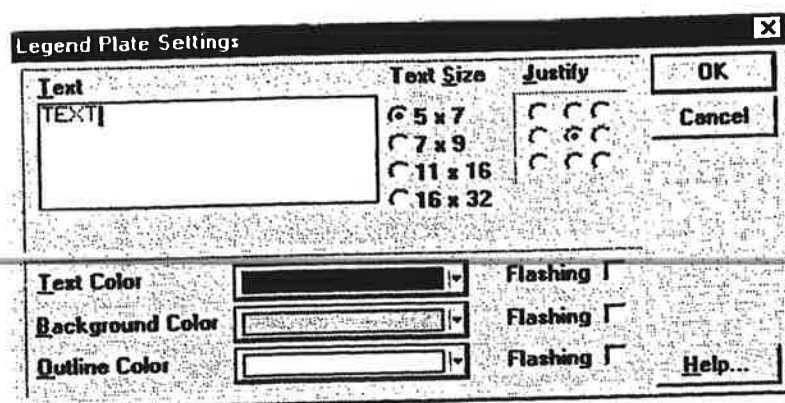 Legend Plate Settings
Text
TEXT
Text Size
5 x 7
7 x 9
11 x 16
16 x 32
Justify
OK
Cancel
Text Color
Flashing
Background Color
Flashing
Outline Color
Flashing
Help...